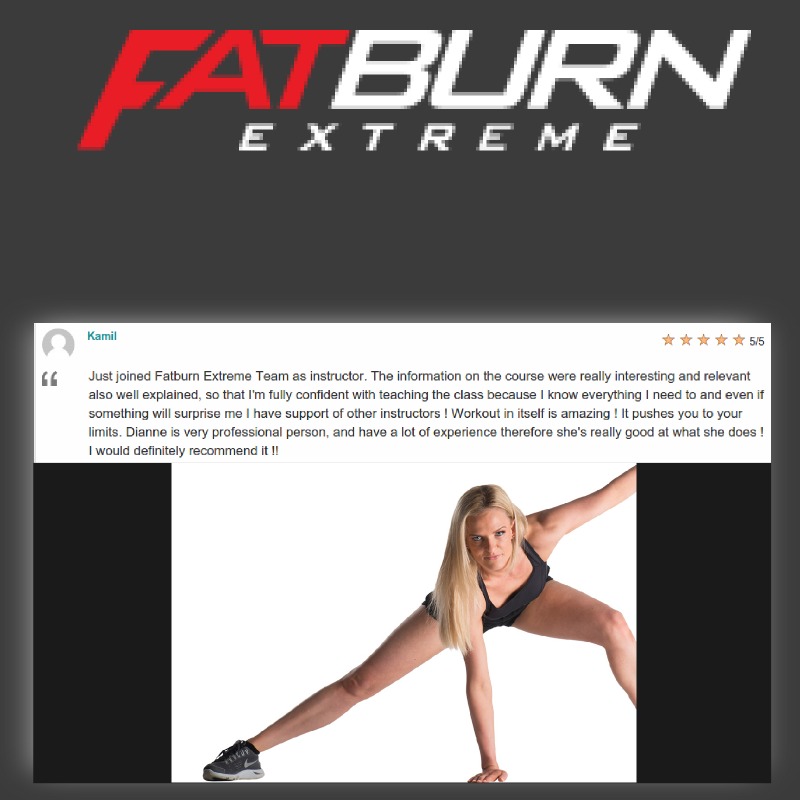 FATBURN
EXTREME
Kamil
5/5
“ Just joined Fatburn Extreme Team as instructor. The information on the course were really interesting and relevant
also well explained, so that I'm fully confident with teaching the class because I know everything I need to and even if
something will surprise me I have support of other instructors ! Workout in itself is amazing ! It pushes you to your
limits. Dianne is very professional person, and have a lot of experience therefore she's really good at what she does !
I would definitely recommend it !!